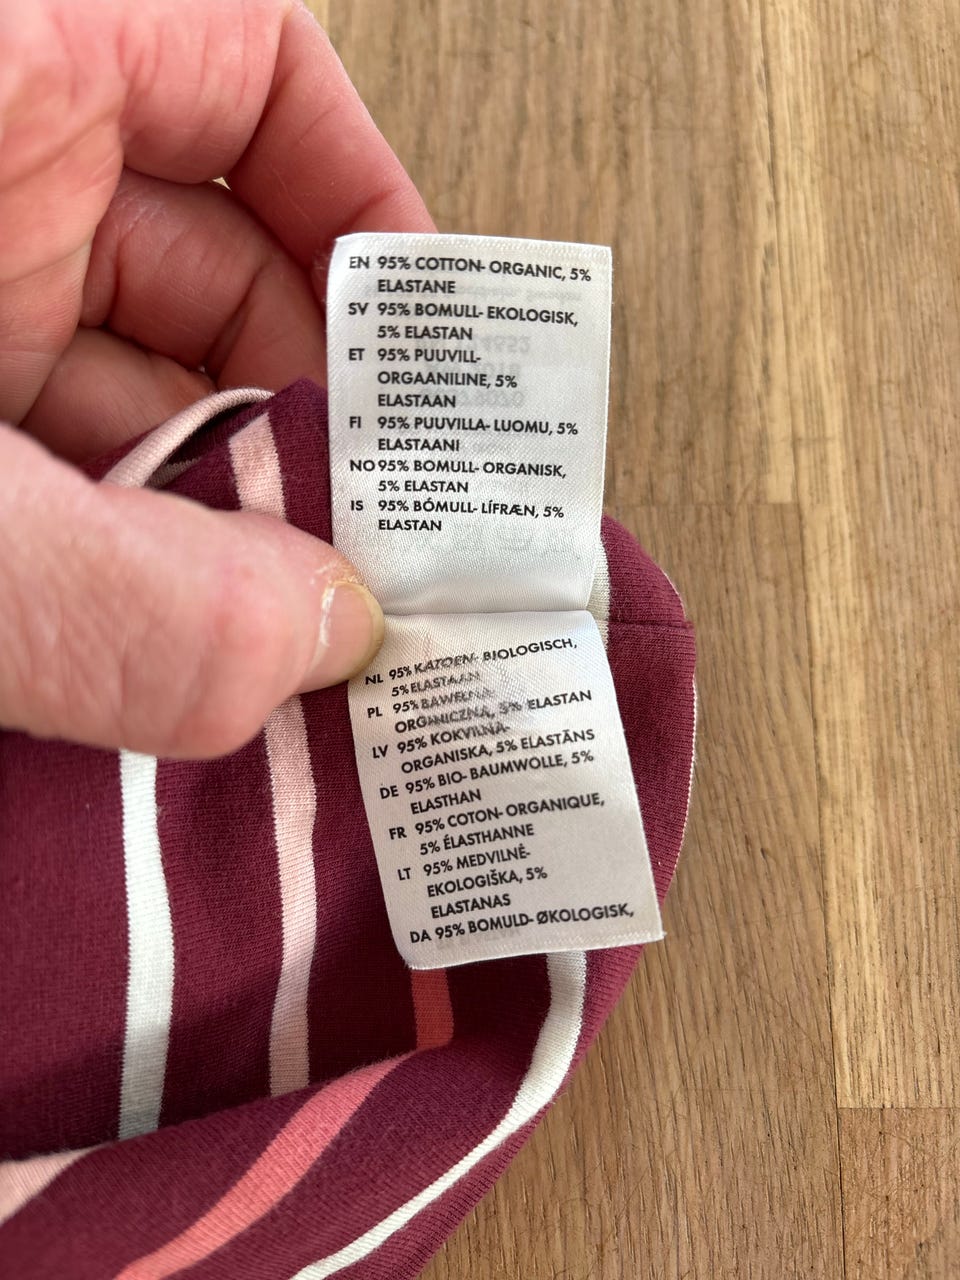 EN 95% COTTON- ORGANIC, 5%
ELASTANE
SV 95% BOMULL- EKOLOGISK,
5% ELASTAN
ET 95% PUUVILL-
ORGAANILINE, 5%
ELASTAAN
FI 95% PUUVILLA- LUOMU, 5%
ELASTAANI
NO 95% BOMULL- ORGANISK,
5% ELASTAN
IS 95% BÓMULL- LÍFRÆN, 5%
ELASTAN
NL 95% KATOEN- BIOLOGISCH,
5% ELASTAAN
PL 95% BAWEŁNA-
ORGANICZNA, 5% ELASTAN
LV 95% KOKVILNA-
ORGANISKA, 5% ELASTĀNS
DE 95% BIO- BAUMWOLLE, 5%
ELASTHAN
FR 95% COTON- ORGANIQUE,
5% ÉLASTHANNE
LT 95% MEDVILNĖ-
EKOLOGIŠKA, 5%
ELASTANAS
DA 95% BOMULD- ØKOLOGISK,